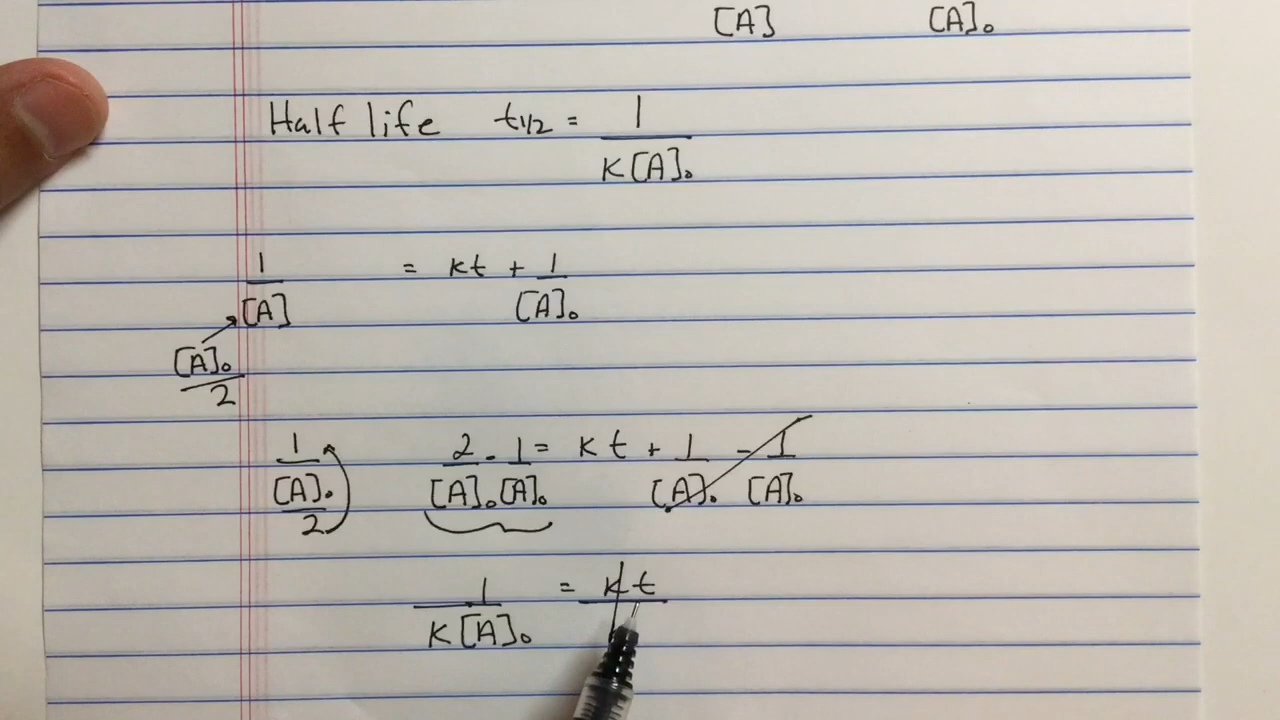 [A] [A]₀
Half life t1/2 = 1
K[A]₀
1 = kt + 1
[A] [A]₀
[A]₀
2
1 2 - 1 = kt + 1 - 1
[A]₀ [A]₀ [A]₀ [A]₀ [A]₀
2
1 = kt
K[A]₀